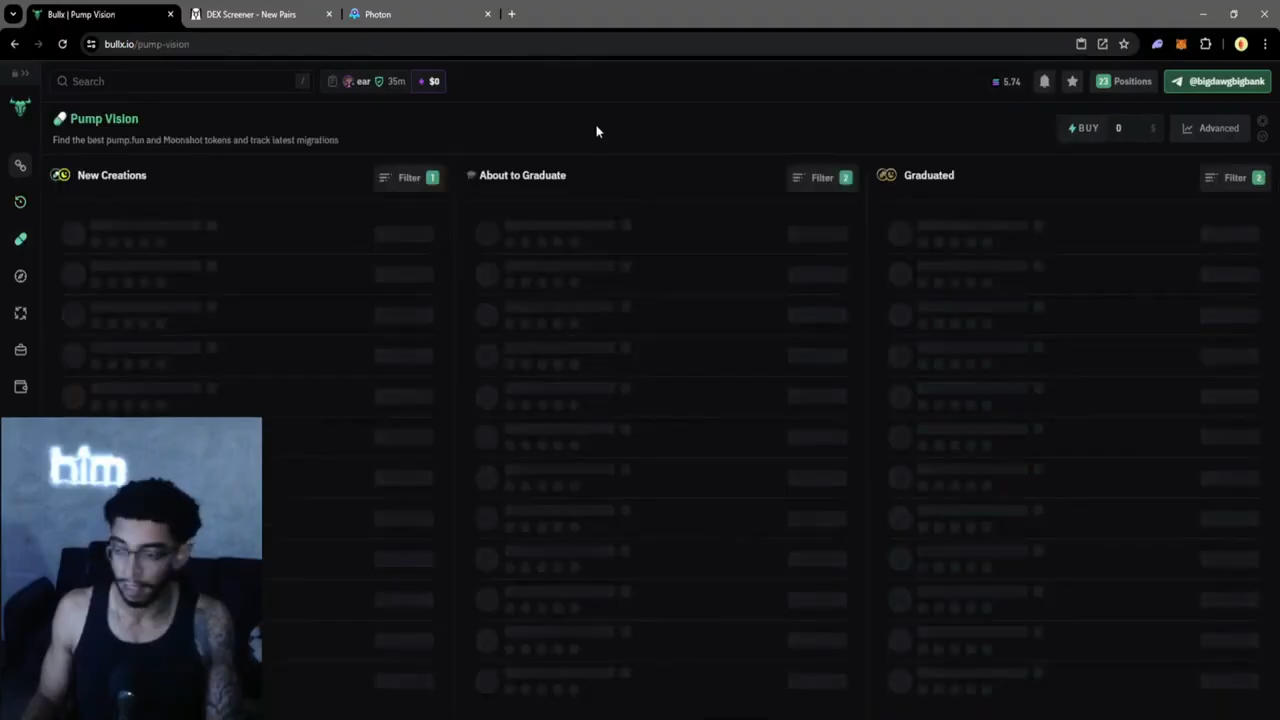 Bullx | Pump Vision
DEX Screener - New Pairs
Photon
bullx.io/pump-vision
Search
/
ear
35m
$0
5.74
23 Positions
@bigdawgbigbank
Pump Vision
Find the best pump.fun and Moonshot tokens and track latest migrations
BUY
0
Advanced
New Creations
Filter 1
About to Graduate
Filter 2
Graduated
Filter 2
him